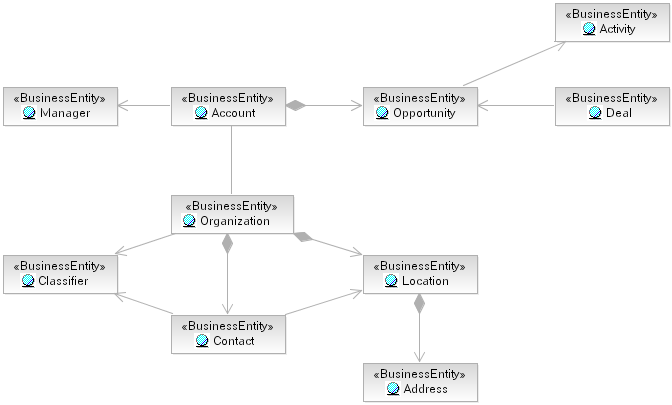 «BusinessEntity»
Activity
«BusinessEntity»
Manager
«BusinessEntity»
Account
«BusinessEntity»
Opportunity
«BusinessEntity»
Deal
«BusinessEntity»
Organization
«BusinessEntity»
Classifier
«BusinessEntity»
Location
«BusinessEntity»
Contact
«BusinessEntity»
Address